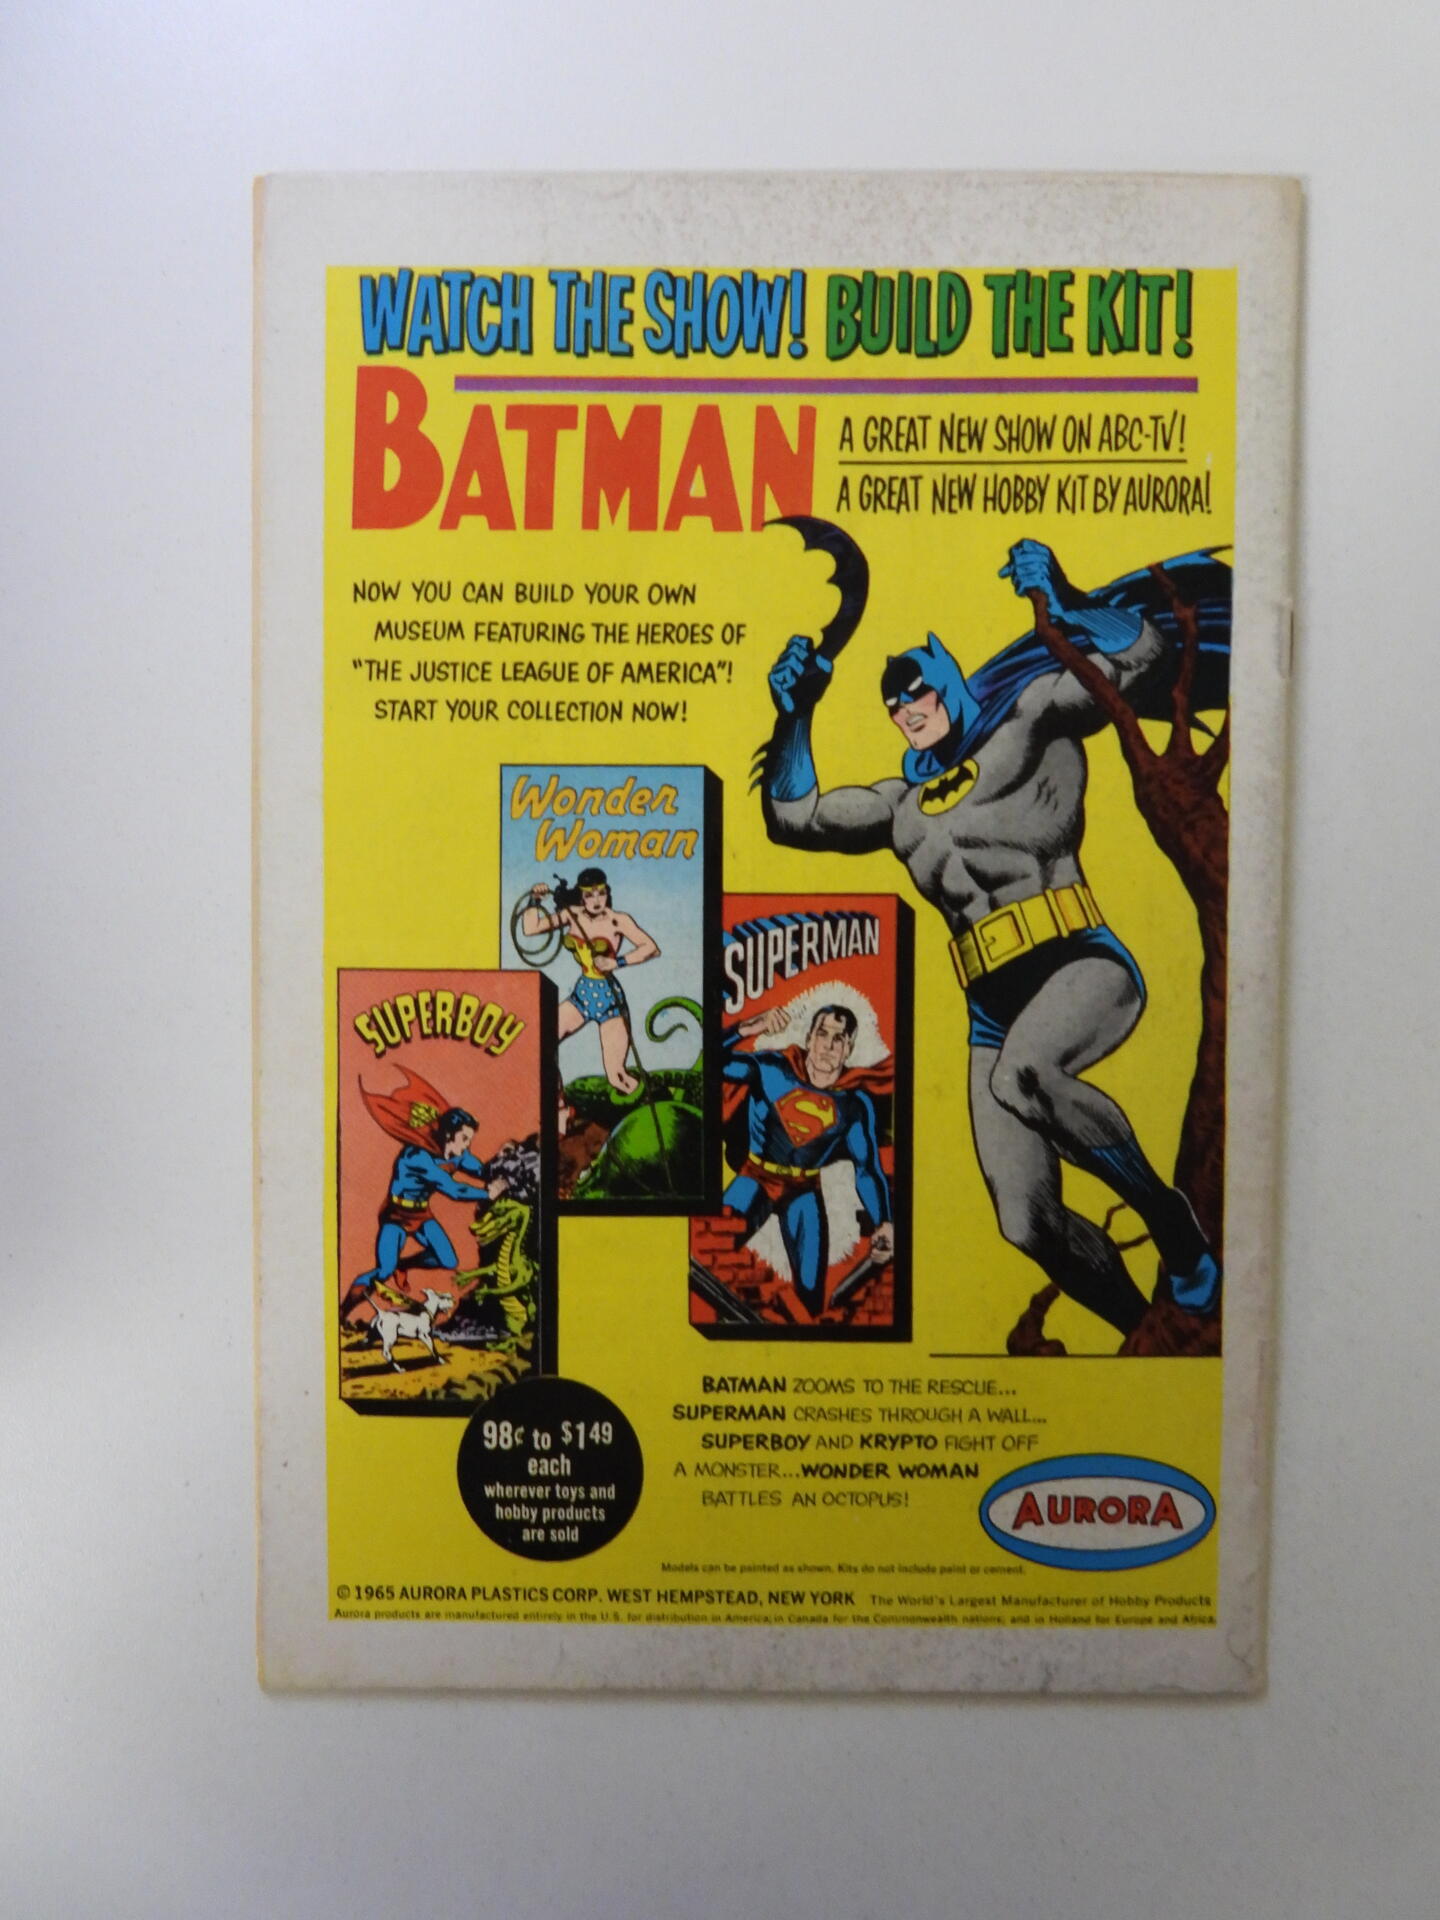 WATCH THE SHOW! BUILD THE KIT!
BATMAN
A GREAT NEW SHOW ON ABC-TV!
A GREAT NEW HOBBY KIT BY AURORA!
NOW YOU CAN BUILD YOUR OWN
MUSEUM FEATURING THE HEROES OF
"THE JUSTICE LEAGUE OF AMERICA"!
START YOUR COLLECTION NOW!
Wonder
Woman
SUPERMAN
SUPERBOY
98¢ to $1.49
each
wherever toys and
hobby products
are sold
BATMAN ZOOMS TO THE RESCUE...
SUPERMAN CRASHES THROUGH A WALL...
SUPERBOY AND KRYPTO FIGHT OFF
A MONSTER...WONDER WOMAN
BATTLES AN OCTOPUS!
AURORA
Models can be painted as shown. Kits do not include paint or cement.
© 1965 AURORA PLASTICS CORP. WEST HEMPSTEAD, NEW YORK The World's Largest Manufacturer of Hobby Products
Aurora products are manufactured entirely in the U.S. for distribution in America; in Canada for the Commonwealth nations; and in Holland for Europe and Africa.